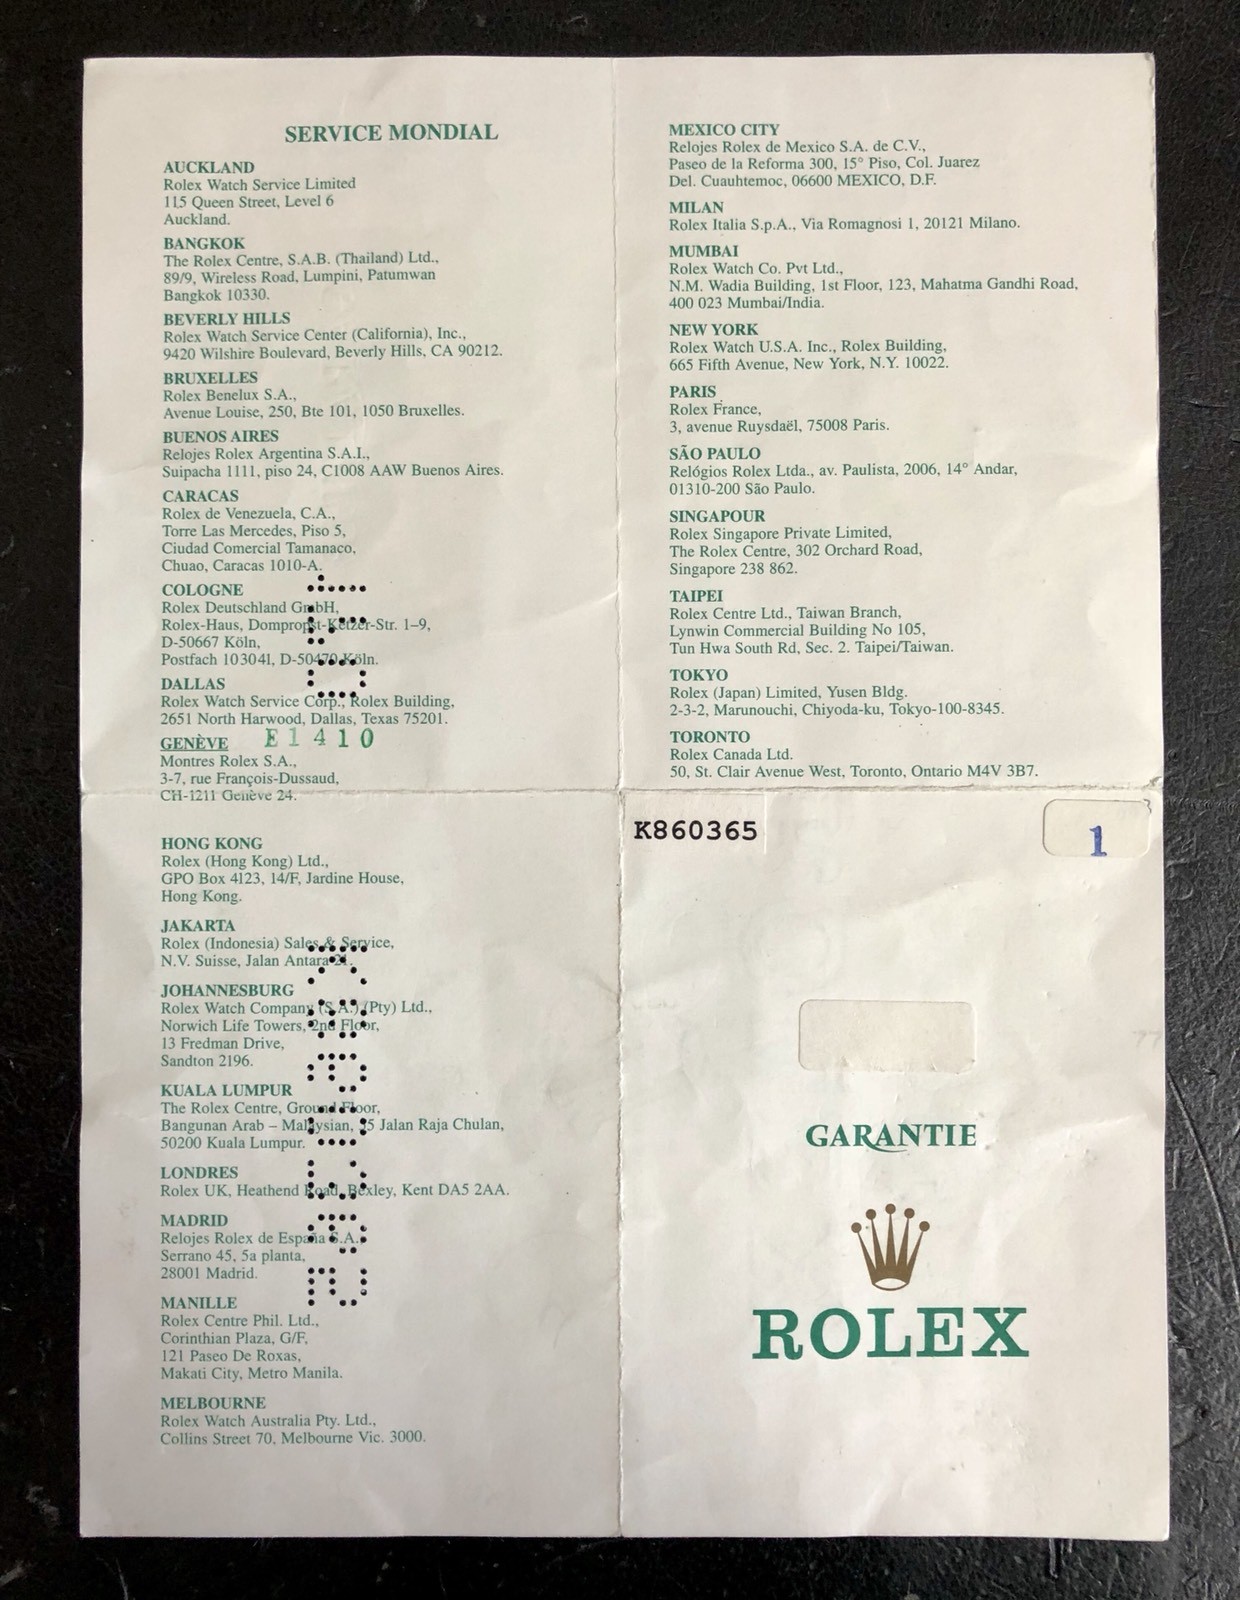 SERVICE MONDIAL
AUCKLAND
Rolex Watch Service Limited
115 Queen Street, Level 6
Auckland.
BANGKOK
The Rolex Centre, S.A.B. (Thailand) Ltd.,
89/9, Wireless Road, Lumpini, Patumwan
Bangkok 10330.
BEVERLY HILLS
Rolex Watch Service Center (California), Inc.,
9420 Wilshire Boulevard, Beverly Hills, CA 90212.
BRUXELLES
Rolex Benelux S.A.,
Avenue Louise, 250, Bte 101, 1050 Bruxelles.
BUENOS AIRES
Relojes Rolex Argentina S.A.I.,
Suipacha 1111, piso 24, C1008 AAW Buenos Aires.
CARACAS
Rolex de Venezuela, C.A.,
Torre Las Mercedes, Piso 5,
Ciudad Comercial Tamanaco,
Chuao, Caracas 1010-A.
COLOGNE
Rolex Deutschland GmbH,
Rolex-Haus, Dompropst-Ketzer-Str. 1–9,
D-50667 Köln,
Postfach 103041, D-50470 Köln.
DALLAS
Rolex Watch Service Corp., Rolex Building,
2651 North Harwood, Dallas, Texas 75201.
GENÈVE E1410
Montres Rolex S.A.,
3-7, rue François-Dussaud,
CH-1211 Genève 24.
HONG KONG
Rolex (Hong Kong) Ltd.,
GPO Box 4123, 14/F, Jardine House,
Hong Kong.
JAKARTA
Rolex (Indonesia) Sales & Service,
N.V. Suisse, Jalan Antara 21.
JOHANNESBURG
Rolex Watch Company (S.A.) (Pty) Ltd.,
Norwich Life Towers, 2nd Floor,
13 Fredman Drive,
Sandton 2196.
KUALA LUMPUR
The Rolex Centre, Ground Floor,
Bangunan Arab – Malaysian, 15 Jalan Raja Chulan,
50200 Kuala Lumpur.
LONDRES
Rolex UK, Heathend Road, Bexley, Kent DA5 2AA.
MADRID
Relojes Rolex de España S.A.,
Serrano 45, 5a planta,
28001 Madrid.
MANILLE
Rolex Centre Phil. Ltd.,
Corinthian Plaza, G/F,
121 Paseo De Roxas,
Makati City, Metro Manila.
MELBOURNE
Rolex Watch Australia Pty. Ltd.,
Collins Street 70, Melbourne Vic. 3000.
MEXICO CITY
Relojes Rolex de Mexico S.A. de C.V.,
Paseo de la Reforma 300, 15° Piso, Col. Juarez
Del. Cuauhtemoc, 06600 MEXICO, D.F.
MILAN
Rolex Italia S.p.A., Via Romagnosi 1, 20121 Milano.
MUMBAI
Rolex Watch Co. Pvt Ltd.,
N.M. Wadia Building, 1st Floor, 123, Mahatma Gandhi Road,
400 023 Mumbai/India.
NEW YORK
Rolex Watch U.S.A. Inc., Rolex Building,
665 Fifth Avenue, New York, N.Y. 10022.
PARIS
Rolex France,
3, avenue Ruysdaël, 75008 Paris.
SÃO PAULO
Relógios Rolex Ltda., av. Paulista, 2006, 14° Andar,
01310-200 São Paulo.
SINGAPOUR
Rolex Singapore Private Limited,
The Rolex Centre, 302 Orchard Road,
Singapore 238 862.
TAIPEI
Rolex Centre Ltd., Taiwan Branch,
Lynwin Commercial Building No 105,
Tun Hwa South Rd, Sec. 2. Taipei/Taiwan.
TOKYO
Rolex (Japan) Limited, Yusen Bldg.
2-3-2, Marunouchi, Chiyoda-ku, Tokyo-100-8345.
TORONTO
Rolex Canada Ltd.
50, St. Clair Avenue West, Toronto, Ontario M4V 3B7.
K860365
1
GARANTIE
ROLEX